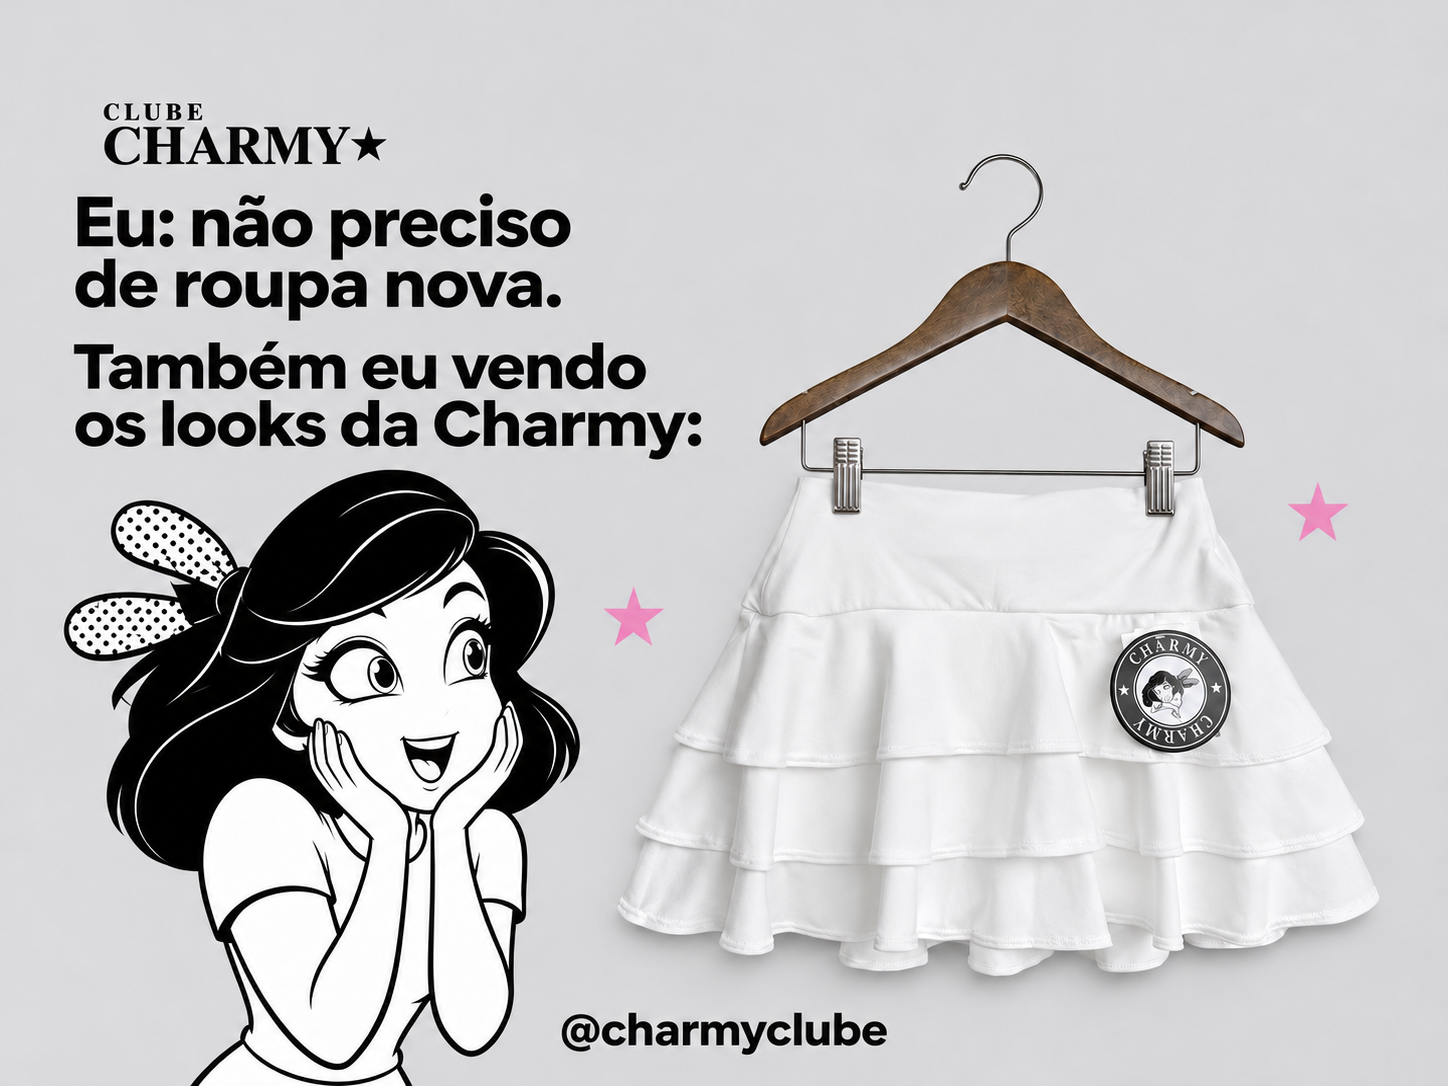 CLUBE
CHARMY★
Eu: não preciso
de roupa nova.
Também eu vendo
os looks da Charmy:
CHARMY
CHARMY
@charmyclube